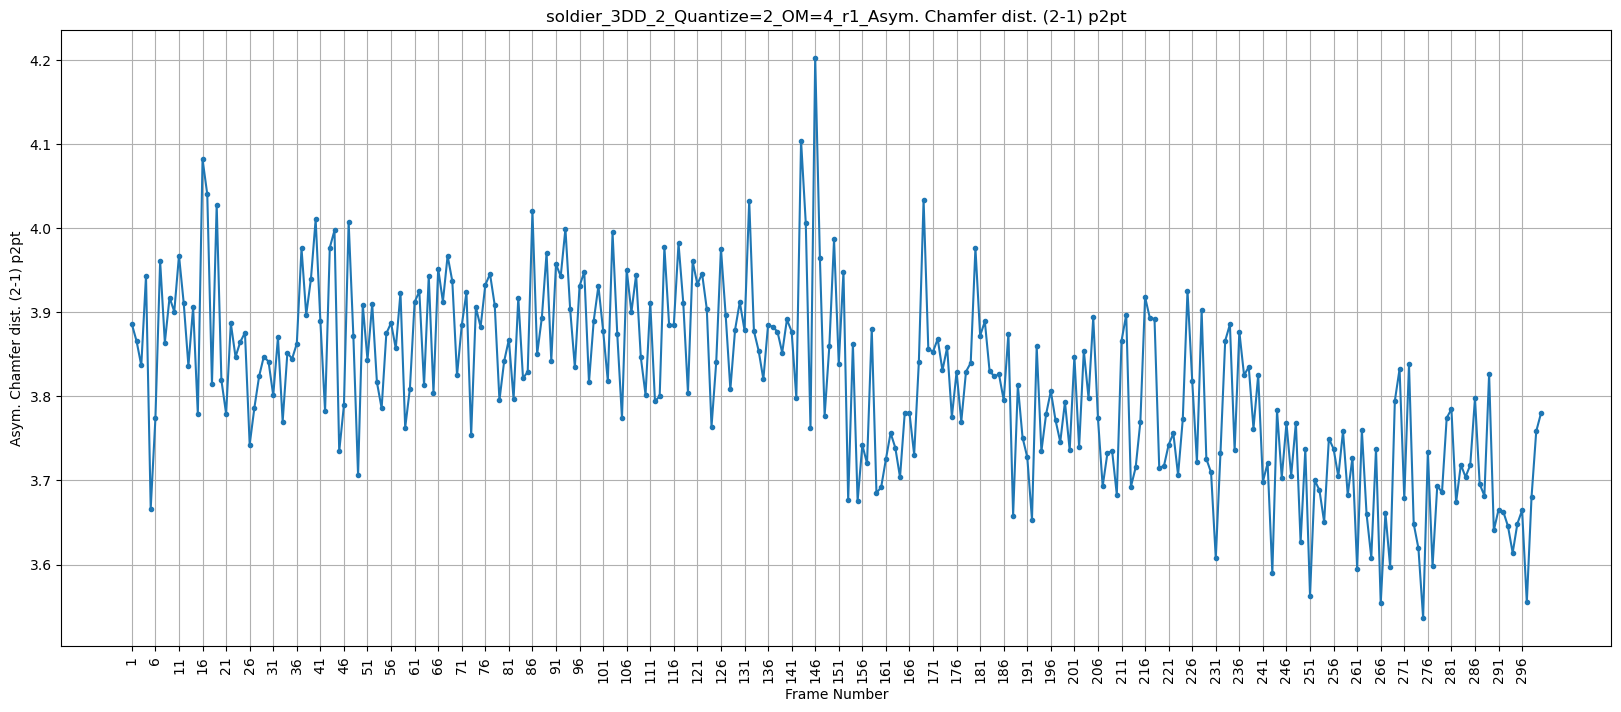 soldier_3DD_2_Quantize=2_OM=4_r1_Asym. Chamfer dist. (2-1) p2pt
Asym. Chamfer dist. (2-1) p2pt
4.2
4.1
4.0
3.9
3.8
3.7
3.6
1 6 11 16 21 26 31 36 41 46 51 56 61 66 71 76 81 86 91 96 101 106 111 116 121 126 131 136 141 146 151 156 161 166 171 176 181 186 191 196 201 206 211 216 221 226 231 236 241 246 251 256 261 266 271 276 281 286 291 296
Frame Number